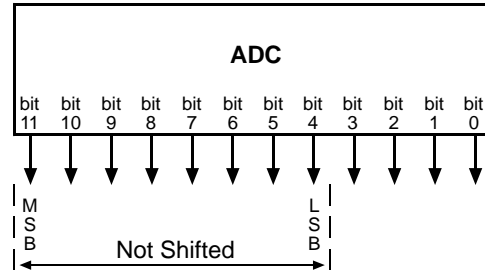 ADC
bit bit bit bit bit bit bit bit bit bit bit bit
11 10 9 8 7 6 5 4 3 2 1 0
MSB LSB
Not Shifted